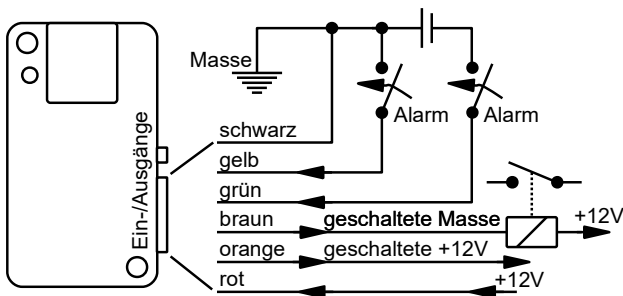 Masse
Alarm
Alarm
Ein-/Ausgänge
schwarz
gelb
grün
braun geschaltete Masse +12V
orange geschaltete +12V
rot +12V